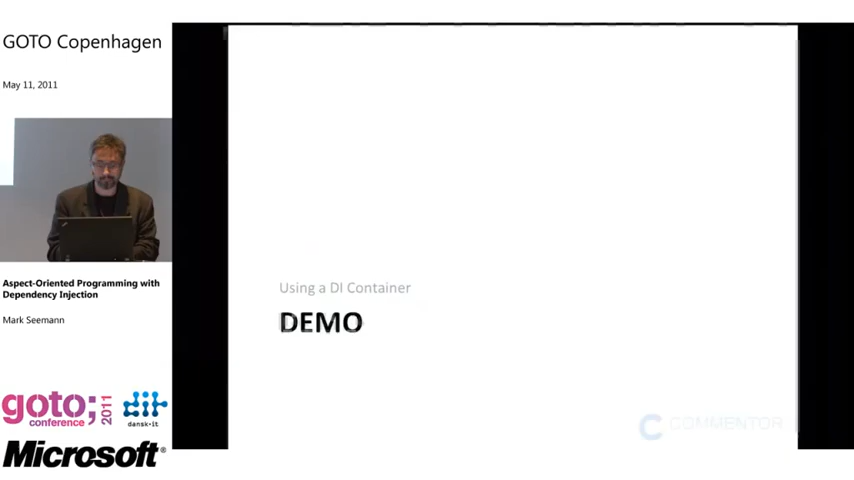 GOTO Copenhagen
May 11, 2011
Aspect-Oriented Programming with
Dependency Injection
Mark Seemann
goto;
conference
2011
dansk·it
Microsoft®
Using a DI Container
DEMO
COMMENTOR